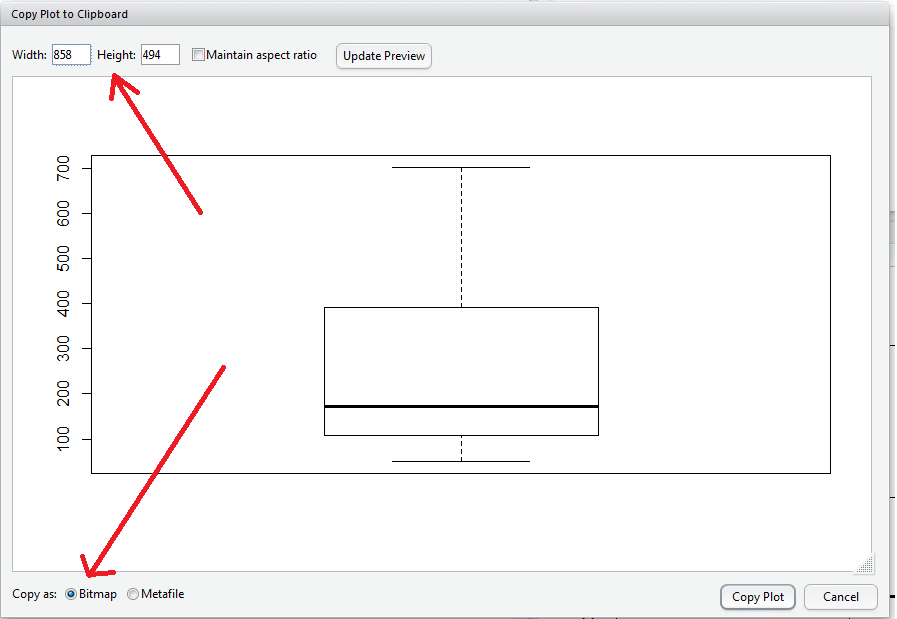 Copy Plot to Clipboard
Width: 858 Height: 494 Maintain aspect ratio Update Preview
700
600
500
400
300
200
100
Copy as: Bitmap Metafile Copy Plot Cancel